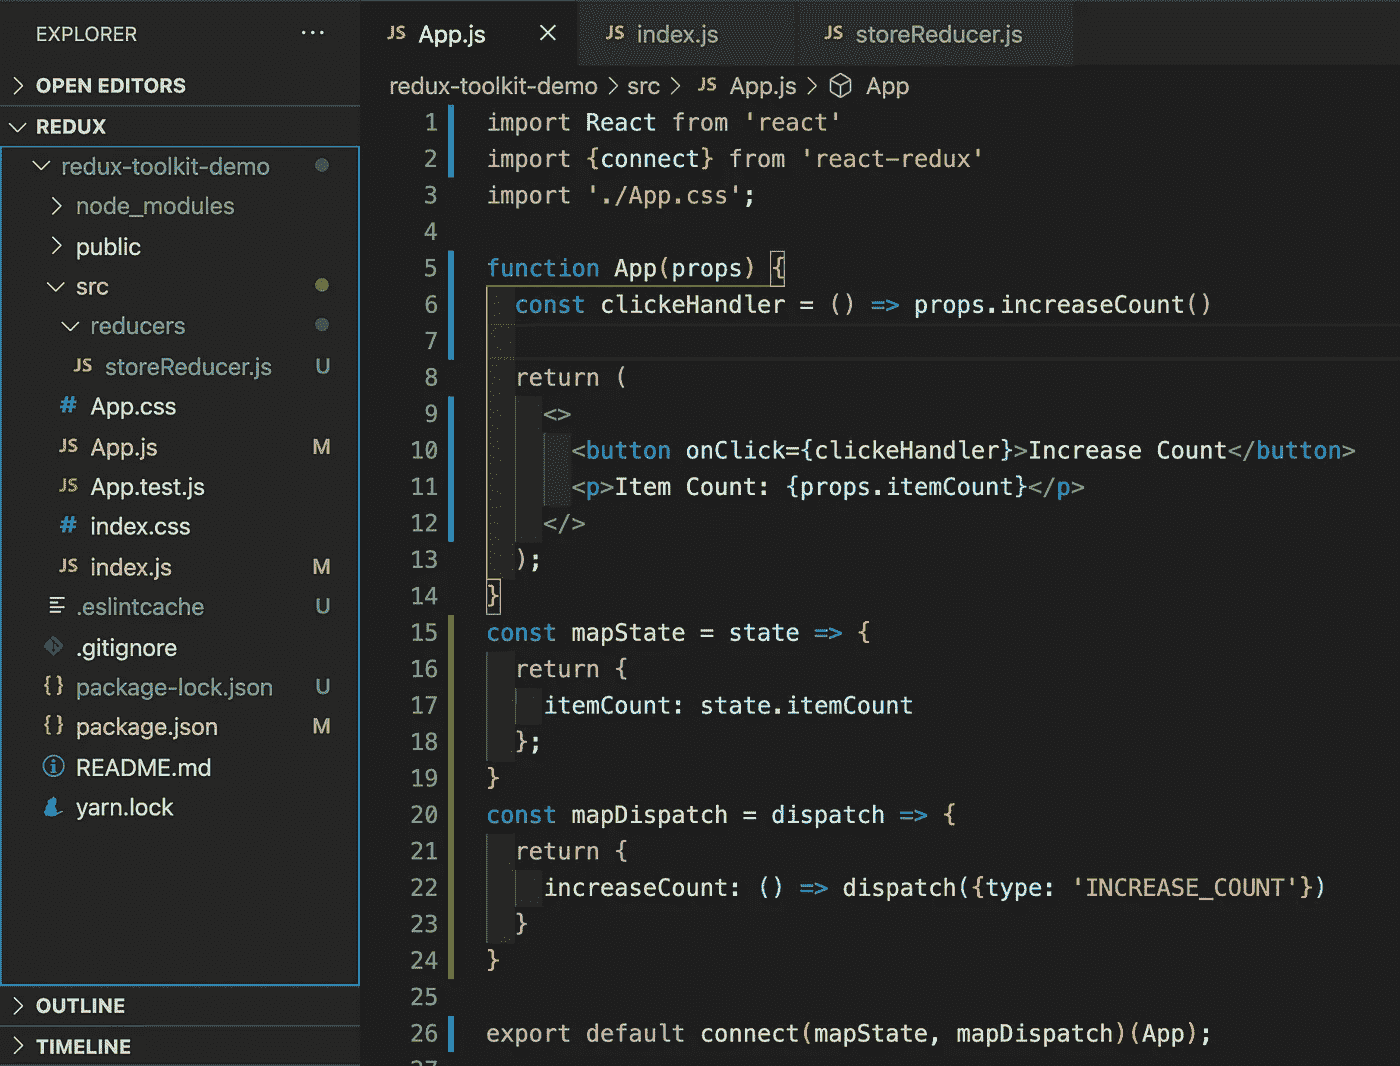 EXPLORER ...
OPEN EDITORS
REDUX
redux-toolkit-demo
node_modules
public
src
reducers
JS storeReducer.js U
# App.css
JS App.js M
JS App.test.js
# index.css
JS index.js M
.eslintcache U
.gitignore
{} package-lock.json U
{} package.json M
README.md
yarn.lock
OUTLINE
TIMELINE
JS App.js × JS index.js JS storeReducer.js
redux-toolkit-demo > src > JS App.js > App
1 import React from 'react'
2 import {connect} from 'react-redux'
3 import './App.css';
4
5 function App(props) {
6 const clickeHandler = () => props.increaseCount()
7
8 return (
9 <>
10 <button onClick={clickeHandler}>Increase Count</button>
11 <p>Item Count: {props.itemCount}</p>
12 </>
13 );
14 }
15 const mapState = state => {
16 return {
17 itemCount: state.itemCount
18 };
19 }
20 const mapDispatch = dispatch => {
21 return {
22 increaseCount: () => dispatch({type: 'INCREASE_COUNT'})
23 }
24 }
25
26 export default connect(mapState, mapDispatch)(App);
27